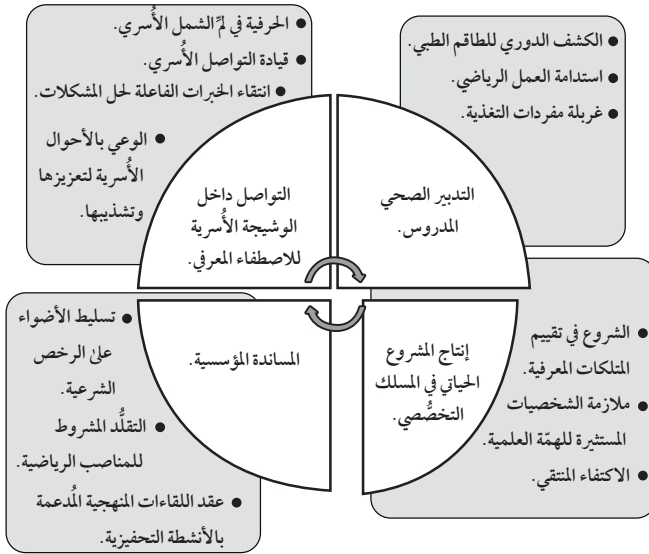 ● الكشف الدوري للطاقم الطبي.
● استدامة العمل الرياضي.
● غربلة مفردات التغذية.
التدبير الصحي
المدروس.
● الحرفية في لمِّ الشمل الأُسري.
● قيادة التواصل الأُسري.
● انتقاء الخبرات الفاعلة لحل المشكلات.
● الوعي بالأحوال
الأُسرية لتعزيزها
وتشذيبها.
التواصل داخل
الوشيجة الأُسرية
للاصطفاء المعرفي.
● الشروع في تقييم
المتلكات المعرفية.
● ملازمة الشخصيات
المستثيرة للهمّة العلمية.
● الاكتفاء المنتقي.
إنتاج المشروع
الحياتي في المسلك
التخصُّصي.
المساندة المؤسسية.
● تسليط الأضواء
علىٰ الرخص
الشرعية.
● التقلُّد المشروط
للمناصب الرياضية.
● عقد اللقاءات المنهجية المُدعمة
بالأنشطة التحفيزية.